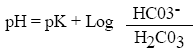 pH = pK + Log HC03-
H2C03